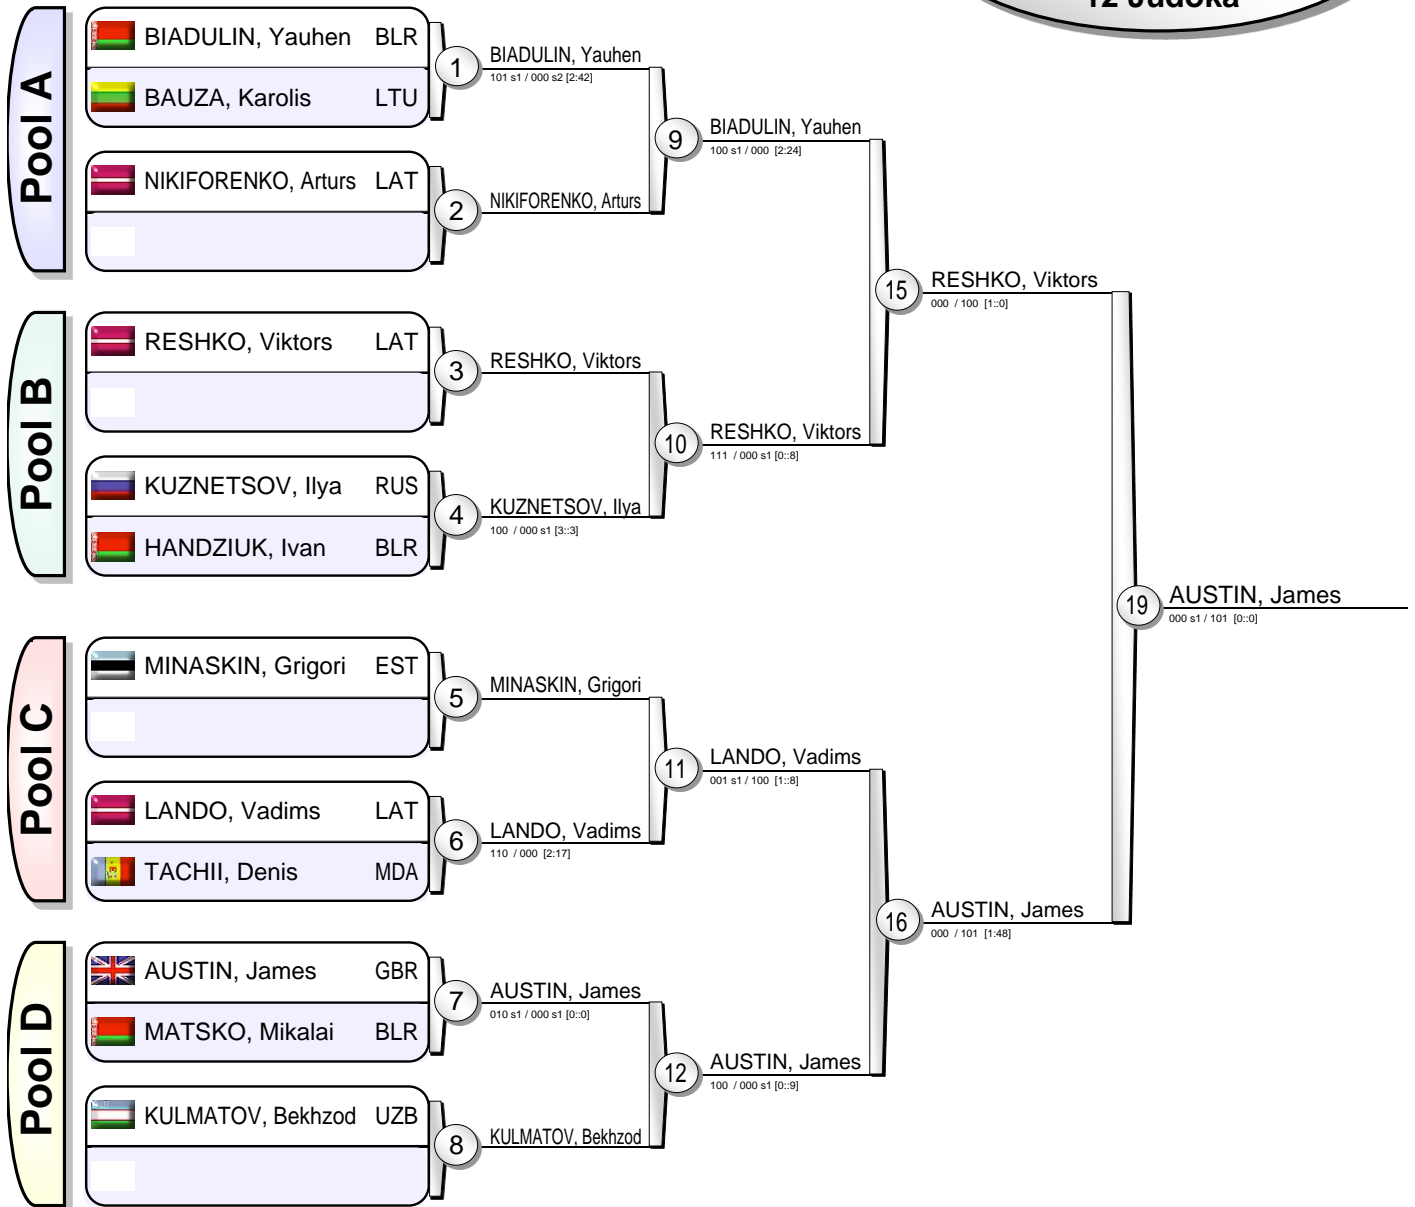 12 Judoka
Pool A
BIADULIN, Yauhen BLR
BAUZA, Karolis LTU
1
BIADULIN, Yauhen
101 s1 / 000 s2 [2:42]
NIKIFORENKO, Arturs LAT
2
NIKIFORENKO, Arturs
9
BIADULIN, Yauhen
100 s1 / 000 [2:24]
Pool B
RESHKO, Viktors LAT
3
RESHKO, Viktors
KUZNETSOV, Ilya RUS
HANDZIUK, Ivan BLR
4
KUZNETSOV, Ilya
100 / 000 s1 [3::3]
10
RESHKO, Viktors
111 / 000 s1 [0::8]
15
RESHKO, Viktors
000 / 100 [1::0]
Pool C
MINASKIN, Grigori EST
5
MINASKIN, Grigori
LANDO, Vadims LAT
TACHII, Denis MDA
6
LANDO, Vadims
110 / 000 [2:17]
11
LANDO, Vadims
001 s1 / 100 [1::8]
Pool D
AUSTIN, James GBR
MATSKO, Mikalai BLR
7
AUSTIN, James
010 s1 / 000 s1 [0::0]
KULMATOV, Bekhzod UZB
8
KULMATOV, Bekhzod
12
AUSTIN, James
100 / 000 s1 [0::9]
16
AUSTIN, James
000 / 101 [1:48]
19
AUSTIN, James
000 s1 / 101 [0::0]